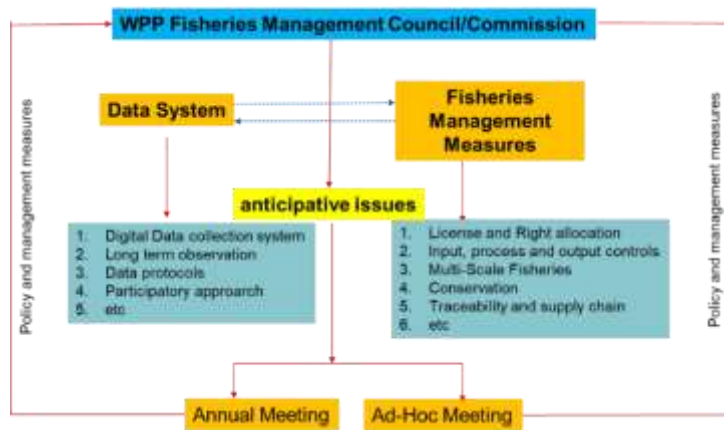 WPP Fisheries Management Council/Commission
Policy and management measures
Data System
Fisheries
Management
Measures
Policy and management measures
anticipative issues
1. Digital Data collection system
2. Long term observation
3. Data protocols
4. Participatory approarch
5. etc
1. License and Right allocation
2. Input, process and output controls
3. Multi-Scale Fisheries
4. Conservation
5. Traceability and supply chain
6. etc
Annual Meeting
Ad-Hoc Meeting